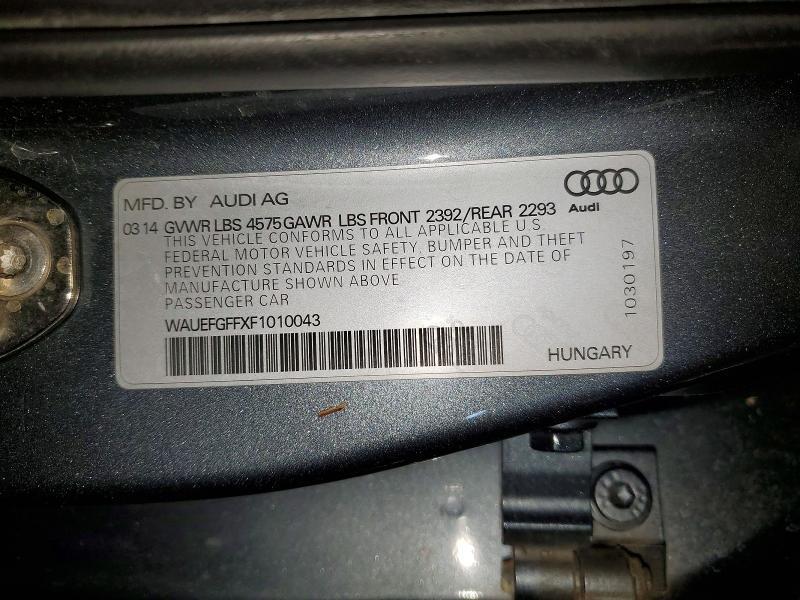 MFD. BY AUDI AG
Audi
03 14 GVWR LBS 4575 GAWR LBS FRONT 2392/REAR 2293
THIS VEHICLE CONFORMS TO ALL APPLICABLE U.S.
FEDERAL MOTOR VEHICLE SAFETY, BUMPER AND THEFT
PREVENTION STANDARDS IN EFFECT ON THE DATE OF
MANUFACTURE SHOWN ABOVE
PASSENGER CAR
WAUEFGFFXF1010043
HUNGARY
1030197